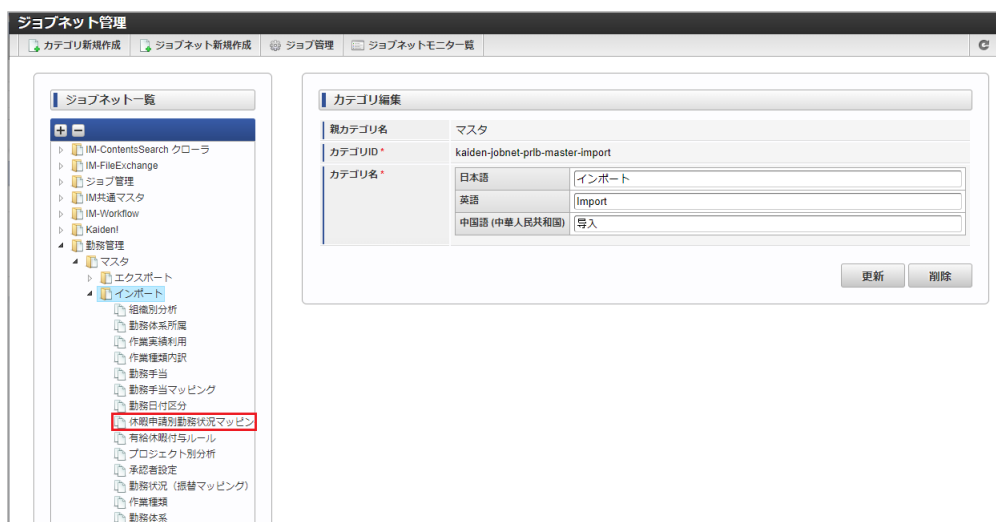 ジョブネット管理
カテゴリ新規作成 ジョブネット新規作成 ジョブ管理 ジョブネットモニター覧
ジョブネット一覧
IM-ContentsSearch クローラ
IM-FileExchange
ジョブ管理
IM共通マスタ
IM-Workflow
Kaiden!
勤務管理
マスタ
エクスポート
インポート
組織別分析
勤務体系所属
作業実績利用
作業種類内訳
勤務手当
勤務手当マッピング
勤務日付区分
休暇申請別勤務状況マッピン
有給休暇付与ルール
プロジェクト別分析
承認者設定
勤務状況（振替マッピング）
作業種類
勤務体系
カテゴリ編集
親カテゴリ名 マスタ
カテゴリID * kaiden-jobnet-prlb-master-import
カテゴリ名 * 日本語 インポート
英語 Import
中国語 (中華人民共和国) 导入
更新 削除